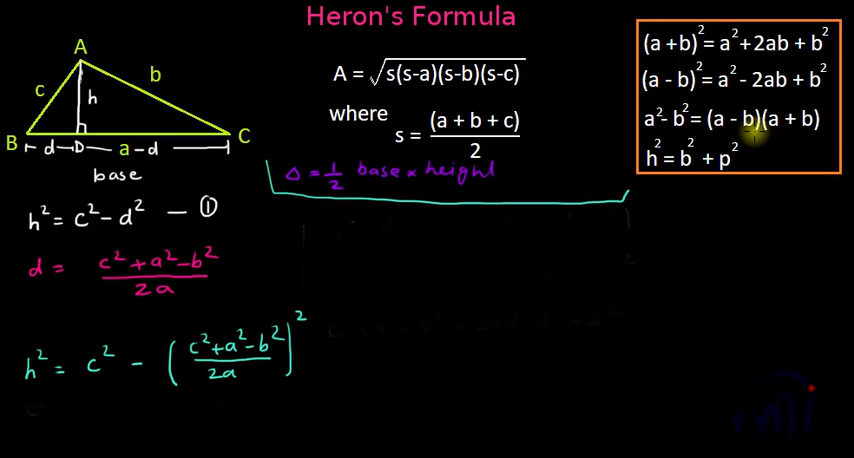 Heron's Formula
A
c
b
h
B
C
d
D
a - d
base
A = √s(s-a)(s-b)(s-c)
where
s = (a + b + c)
2
Δ = 1/2 base × height
(a + b)² = a² + 2ab + b²
(a - b)² = a² - 2ab + b²
a² - b² = (a - b)(a + b)
h² = b² + p²
h² = c² - d² — ①
d = c² + a² - b²
2a
h² = c² - (c² + a² - b² / 2a)²